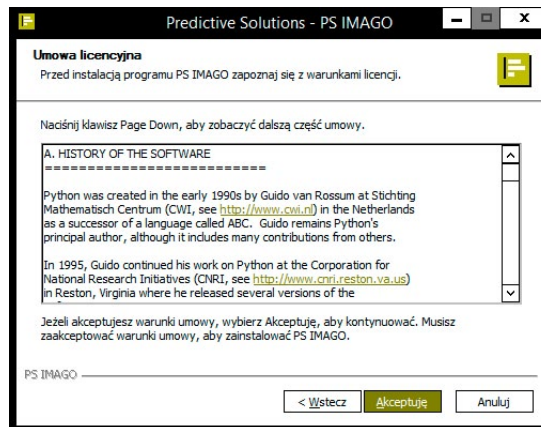 Predictive Solutions - PS IMAGO
Umowa licencyjna
Przed instalacją programu PS IMAGO zapoznaj się z warunkami licencji.
Naciśnij klawisz Page Down, aby zobaczyć dalszą część umowy.
A. HISTORY OF THE SOFTWARE
==========================
Python was created in the early 1990s by Guido van Rossum at Stichting
Mathematisch Centrum (CWI, see http://www.cwi.nl) in the Netherlands
as a successor of a language called ABC.  Guido remains Python's
principal author, although it includes many contributions from others.
In 1995, Guido continued his work on Python at the Corporation for
National Research Initiatives (CNRI, see http://www.cnri.reston.va.us)
in Reston, Virginia where he released several versions of the
Jeżeli akceptujesz warunki umowy, wybierz Akceptuję, aby kontynuować. Musisz
zaakceptować warunki umowy, aby zainstalować PS IMAGO.
PS IMAGO
< Wstecz
Akceptuję
Anuluj